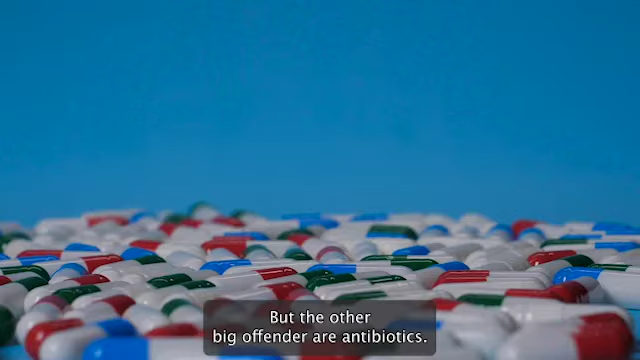 But the other
big offender are antibiotics.